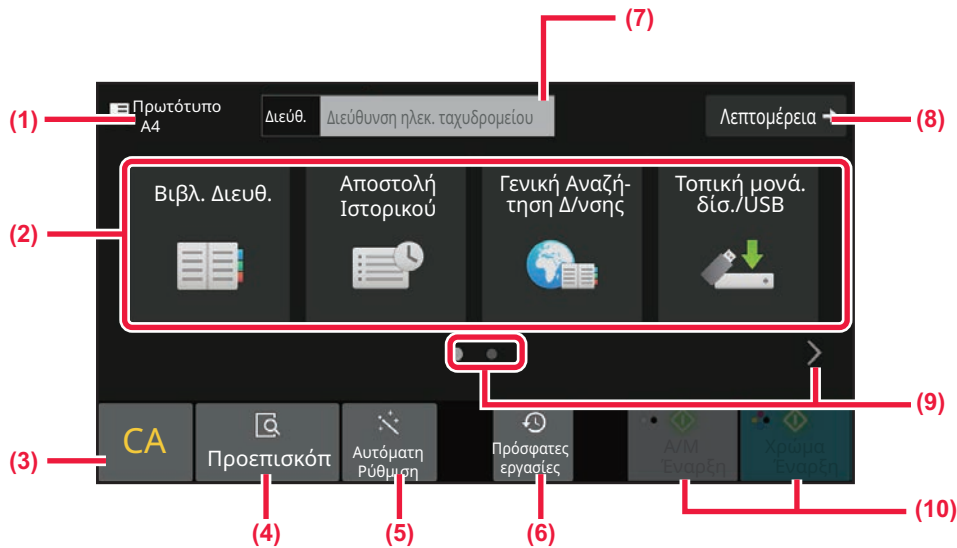 (7)
(1)
Πρωτότυπο
A4
Διεύθ.
Διεύθυνση ηλεκ. ταχυδρομείου
Λεπτομέρεια
(8)
(2)
Βιβλ. Διευθ.
Αποστολή
Ιστορικού
Γενική Αναζή-
τηση Δ/νσης
Τοπική μονά.
δίσ./USB
(9)
(3)
CA
Προεπισκόπ
Αυτόματη
Ρύθμιση
Πρόσφατες
εργασίες
Α/Μ
Έναρξη
Χρώμα
Έναρξη
(10)
(4)
(5)
(6)